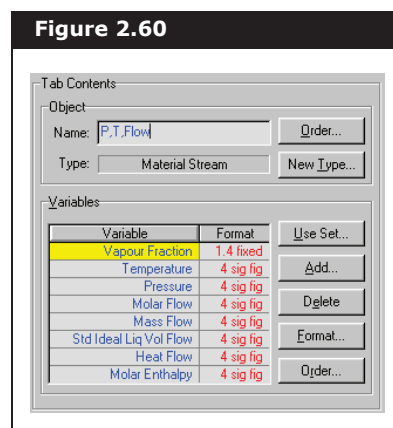 Figure 2.60
Tab Contents
Object
Name: P,T,Flow Order...
Type: Material Stream New Type...
Variables
Variable Format Use Set...
Vapour Fraction 1.4 fixed
Temperature 4 sig fig Add...
Pressure 4 sig fig
Molar Flow 4 sig fig Delete
Mass Flow 4 sig fig
Std Ideal Liq Vol Flow 4 sig fig Format...
Heat Flow 4 sig fig
Molar Enthalpy 4 sig fig Order...